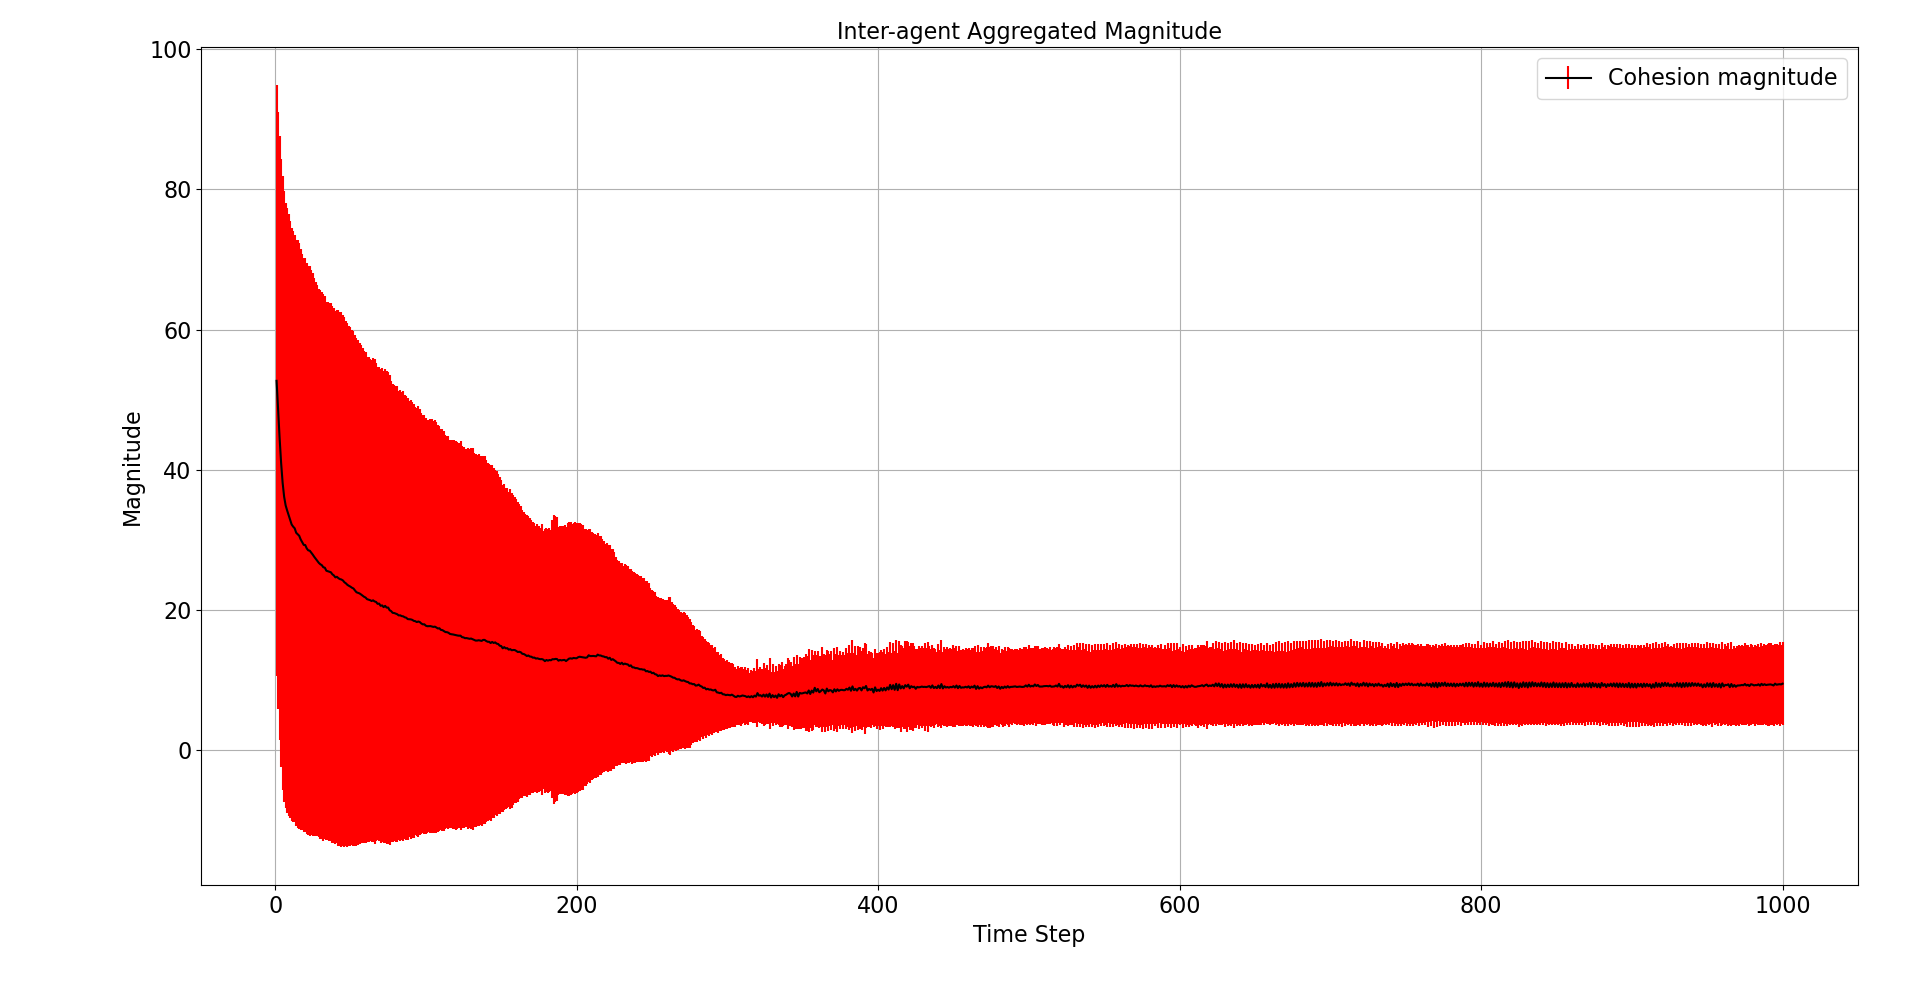 Inter-agent Aggregated Magnitude
Cohesion magnitude
Magnitude
100
80
60
40
20
0
0 200 400 600 800 1000
Time Step